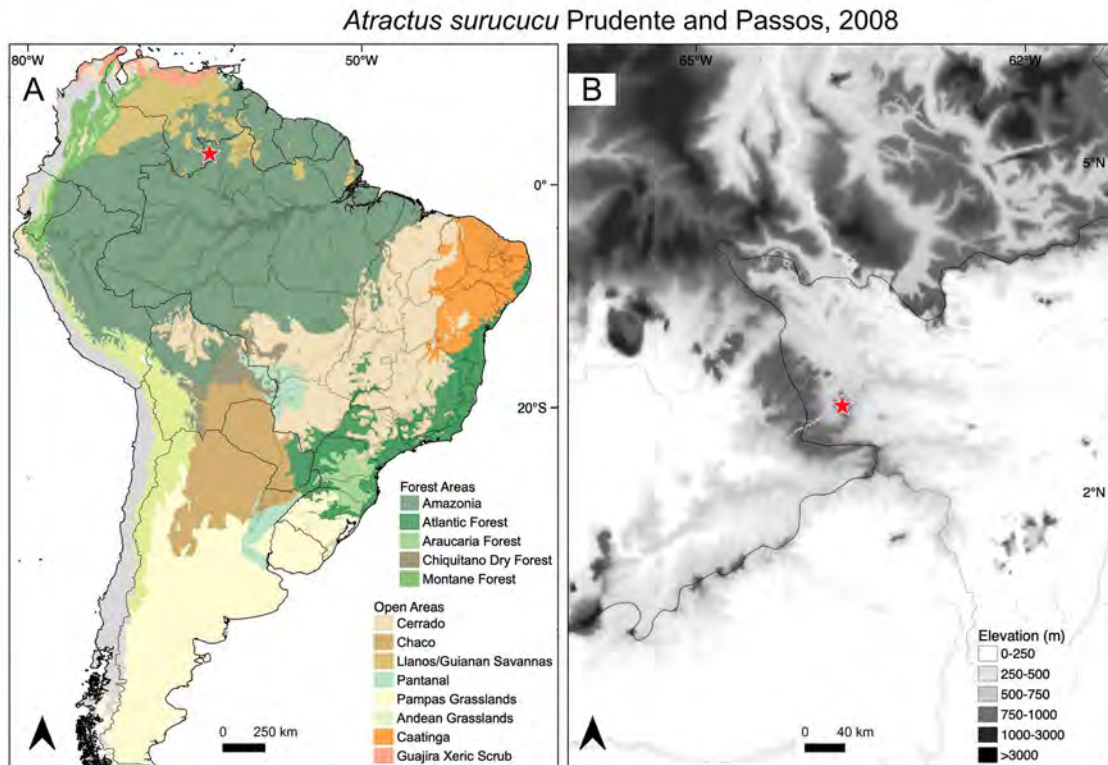 Atractus surucucu Prudente and Passos, 2008
A
80°W
50°W
0°
20°S
Forest Areas
Amazonia
Atlantic Forest
Araucaria Forest
Chiquitano Dry Forest
Montane Forest
Open Areas
Cerrado
Chaco
Llanos/Guianan Savannas
Pantanal
Pampas Grasslands
Andean Grasslands
Caatinga
Guajira Xeric Scrub
0 250 km
B
65°W
62°W
5°N
2°N
Elevation (m)
0-250
250-500
500-750
750-1000
1000-3000
>3000
0 40 km